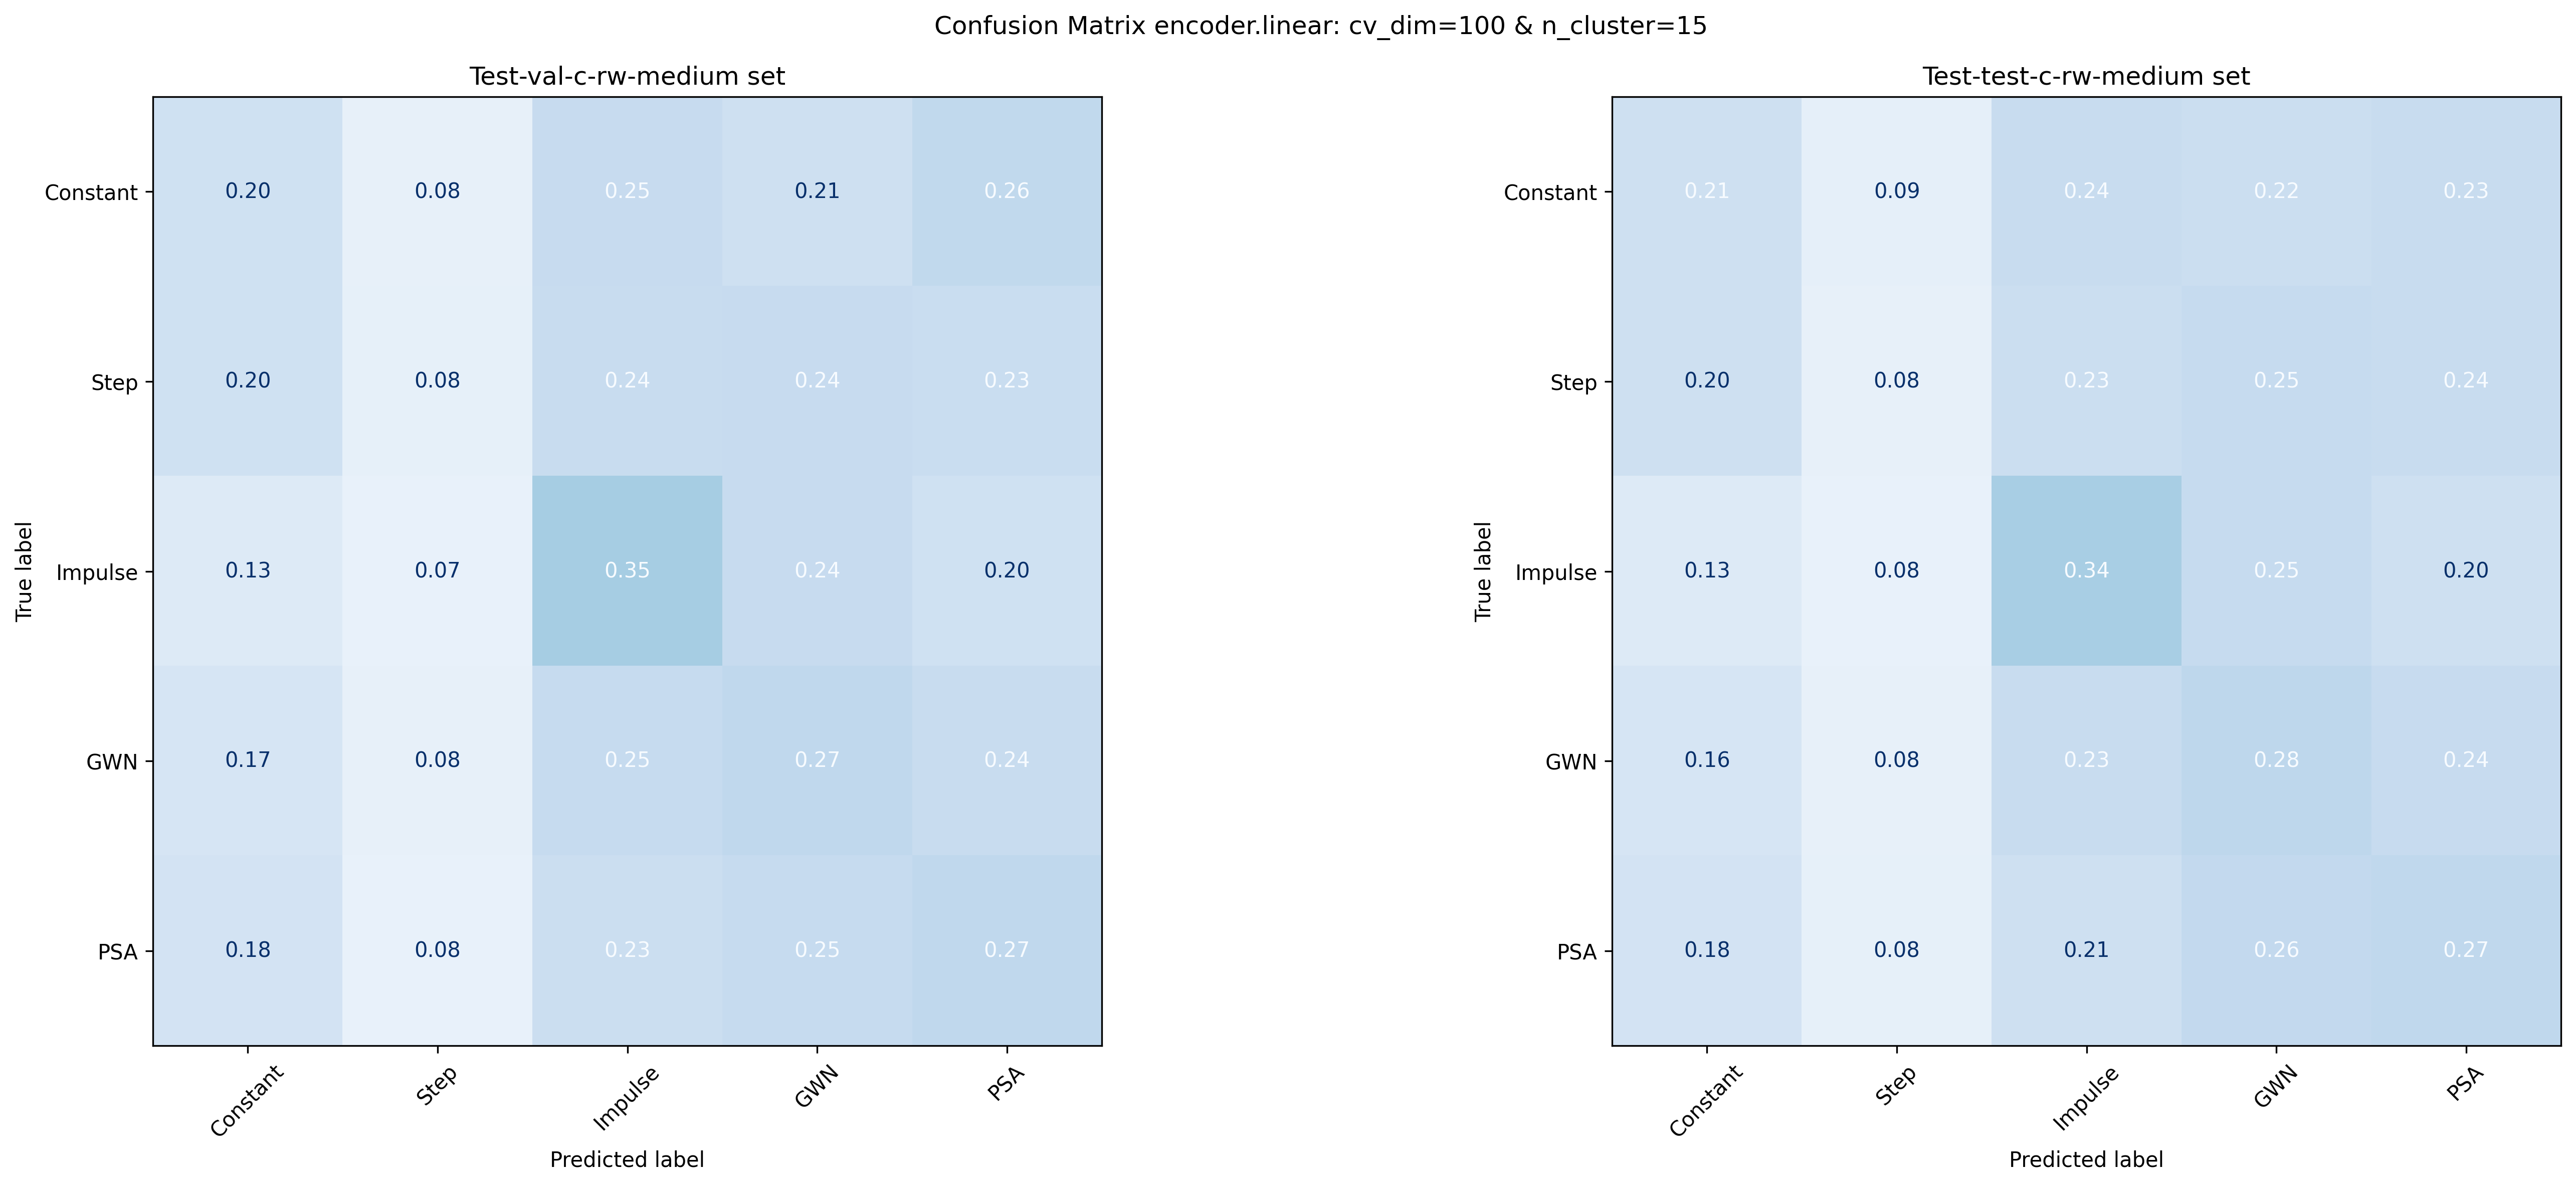 Confusion Matrix encoder.linear: cv_dim=100 & n_cluster=15
Test-val-c-rw-medium set
True label
Constant 0.20 0.08 0.25 0.21 0.26
Step 0.20 0.08 0.24 0.24 0.23
Impulse 0.13 0.07 0.35 0.24 0.20
GWN 0.17 0.08 0.25 0.27 0.24
PSA 0.18 0.08 0.23 0.25 0.27
Constant Step Impulse GWN PSA
Predicted label
Test-test-c-rw-medium set
True label
Constant 0.21 0.09 0.24 0.22 0.23
Step 0.20 0.08 0.23 0.25 0.24
Impulse 0.13 0.08 0.34 0.25 0.20
GWN 0.16 0.08 0.23 0.28 0.24
PSA 0.18 0.08 0.21 0.26 0.27
Constant Step Impulse GWN PSA
Predicted label